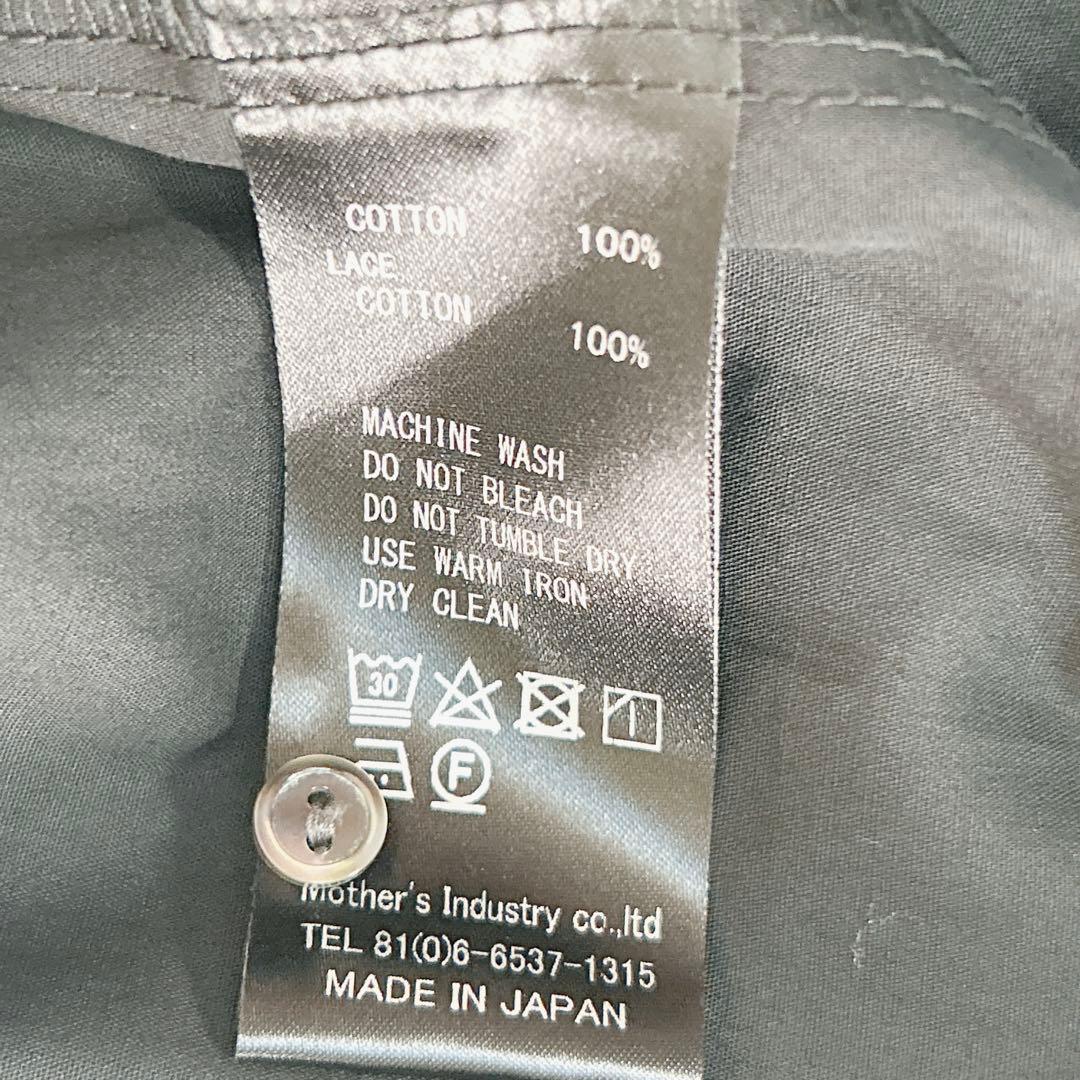 COTTON 100%
LACE
COTTON 100%
MACHINE WASH
DO NOT BLEACH
DO NOT TUMBLE DRY
USE WARM IRON
DRY CLEAN
30
F
Mother's Industry co.,ltd
TEL 81(0)6-6537-1315
MADE IN JAPAN